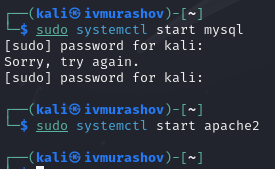 ┌──(kali㉿ivmurashov)-[~]
└─$ sudo systemctl start mysql
[sudo] password for kali:
Sorry, try again.
[sudo] password for kali:
┌──(kali㉿ivmurashov)-[~]
└─$ sudo systemctl start apache2
┌──(kali㉿ivmurashov)-[~]
└─$